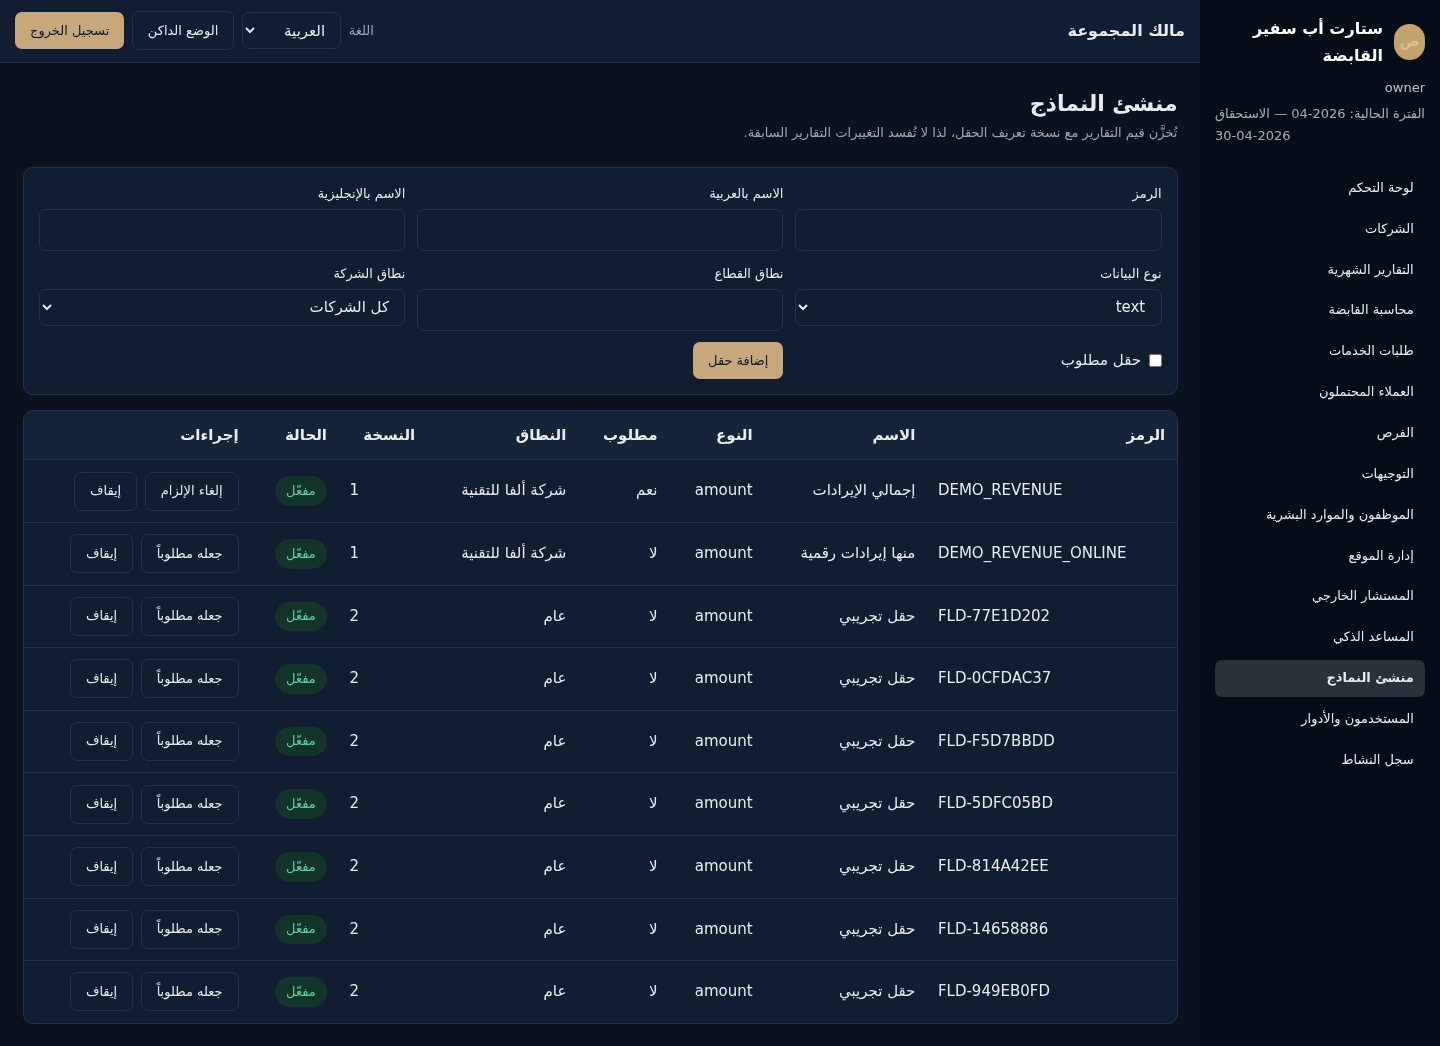 ص
ستارت أب سفير
القابضة
owner
الفترة الحالية: 2026-04 — الاستحقاق
2026-04-30
لوحة التحكم
الشركات
التقارير الشهرية
محاسبة القابضة
طلبات الخدمات
العملاء المحتملون
الفرص
التوجيهات
الموظفون والموارد البشرية
إدارة الموقع
المستشار الخارجي
المساعد الذكي
منشئ النماذج
المستخدمون والأدوار
سجل النشاط
مالك المجموعة اللغة العربية الوضع الداكن تسجيل الخروج
منشئ النماذج
تُخزَّن قيم التقارير مع نسخة تعريف الحقل، لذا لا تُفسد التغييرات التقارير السابقة.
الرمز الاسم بالعربية الاسم بالإنجليزية
نوع البيانات نطاق القطاع نطاق الشركة
text كل الشركات
حقل مطلوب إضافة حقل
الرمز الاسم النوع مطلوب النطاق النسخة الحالة إجراءات
DEMO_REVENUE إجمالي الإيرادات amount نعم شركة ألفا للتقنية 1 مفعّل إلغاء الإلزام إيقاف
DEMO_REVENUE_ONLINE منها إيرادات رقمية amount لا شركة ألفا للتقنية 1 مفعّل جعله مطلوباً إيقاف
FLD-77E1D202 حقل تجريبي amount لا عام 2 مفعّل جعله مطلوباً إيقاف
FLD-0CFDAC37 حقل تجريبي amount لا عام 2 مفعّل جعله مطلوباً إيقاف
FLD-F5D7BBDD حقل تجريبي amount لا عام 2 مفعّل جعله مطلوباً إيقاف
FLD-5DFC05BD حقل تجريبي amount لا عام 2 مفعّل جعله مطلوباً إيقاف
FLD-814A42EE حقل تجريبي amount لا عام 2 مفعّل جعله مطلوباً إيقاف
FLD-14658886 حقل تجريبي amount لا عام 2 مفعّل جعله مطلوباً إيقاف
FLD-949EB0FD حقل تجريبي amount لا عام 2 مفعّل جعله مطلوباً إيقاف